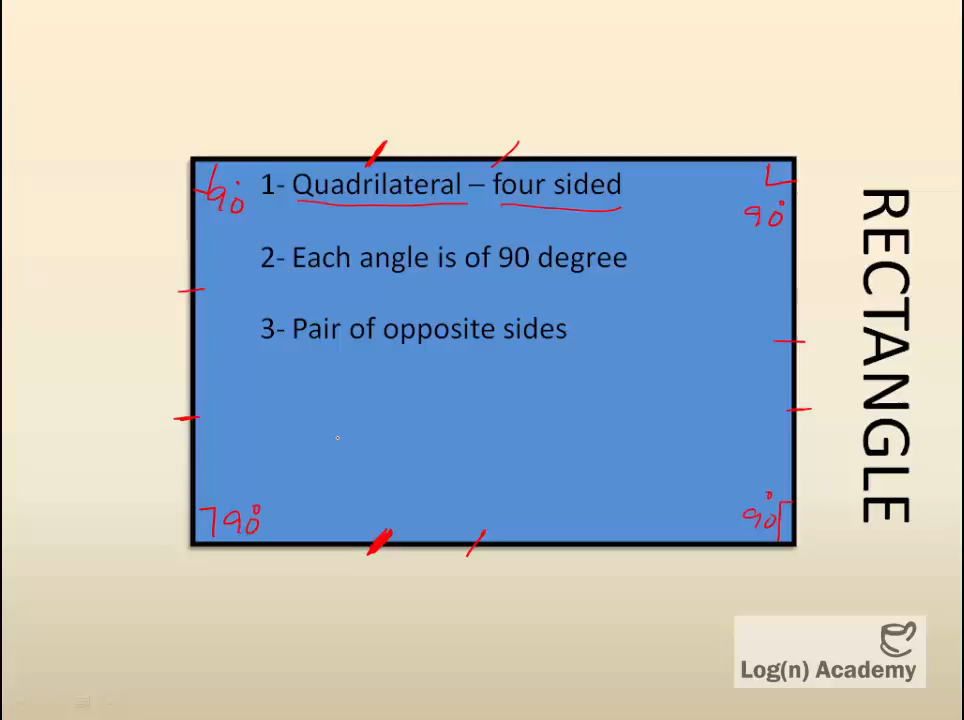 1- Quadrilateral – four sided
90°
90°
2- Each angle is of 90 degree
3- Pair of opposite sides
90°
90°
RECTANGLE
Log(n) Academy